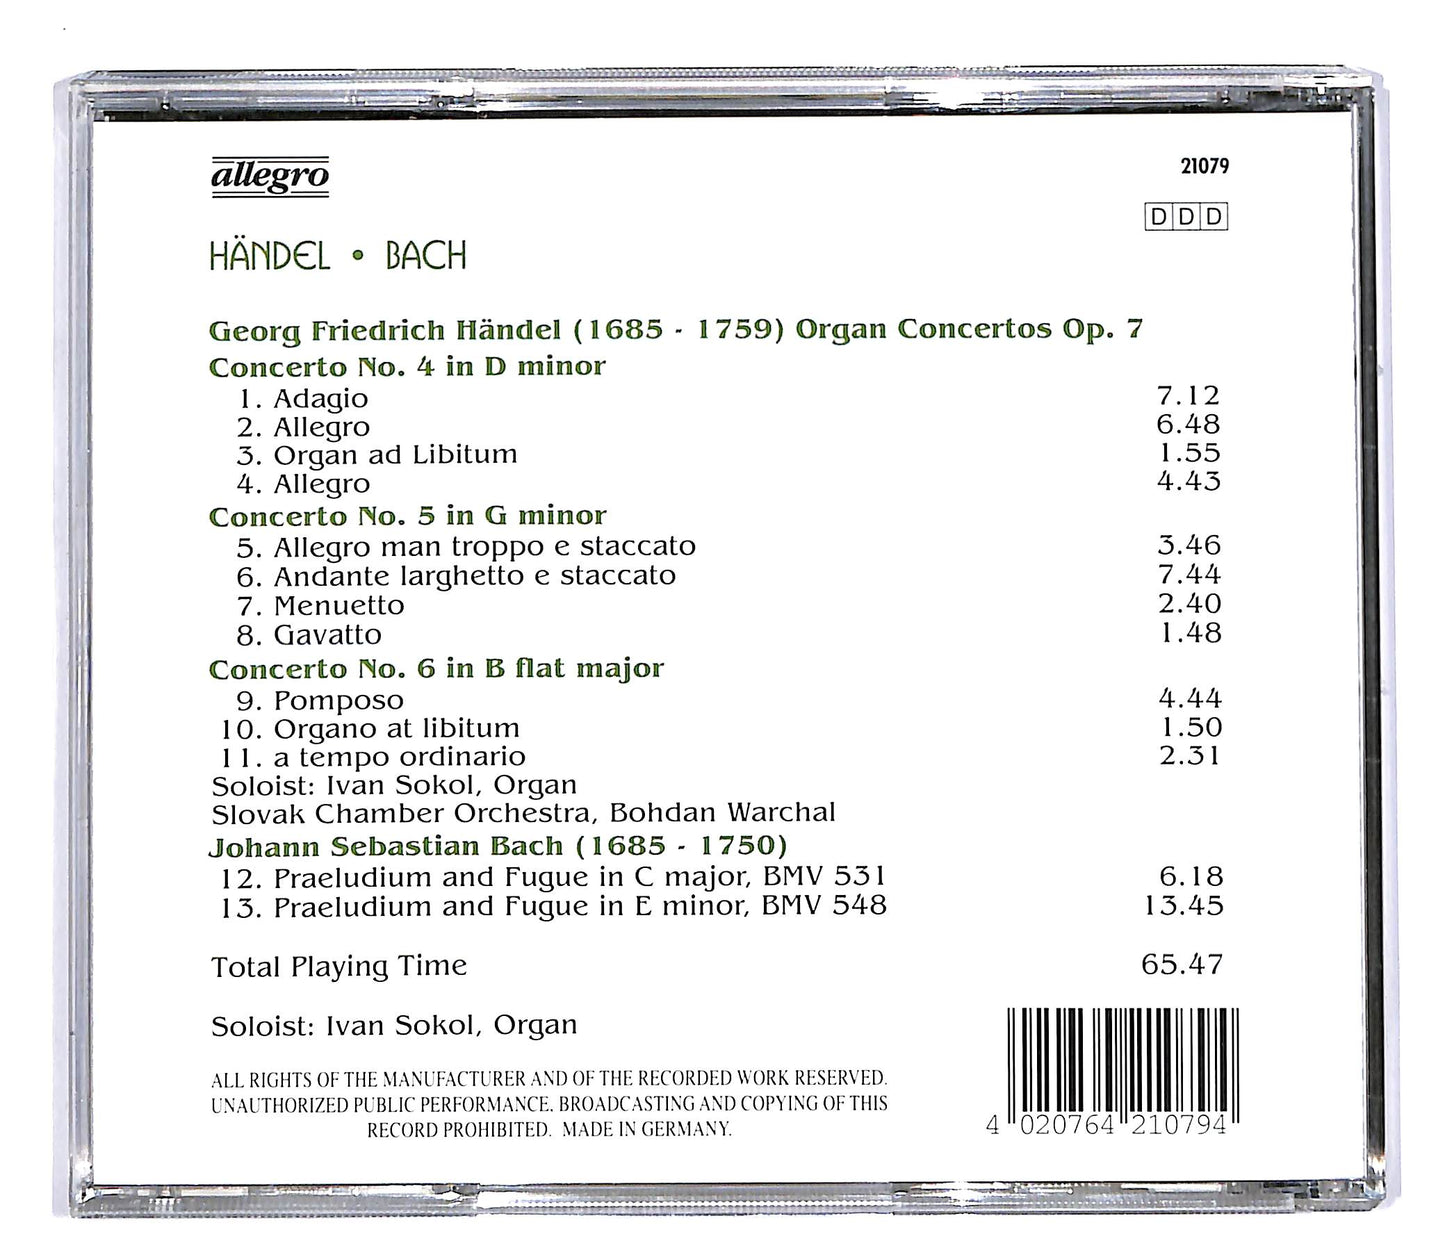 allegro
21079
DDD
HÄNDEL • BACH
Georg Friedrich Händel (1685 - 1759) Organ Concertos Op. 7
Concerto No. 4 in D minor
1. Adagio 7.12
2. Allegro 6.48
3. Organ ad Libitum 1.55
4. Allegro 4.43
Concerto No. 5 in G minor
5. Allegro man troppo e staccato 3.46
6. Andante larghetto e staccato 7.44
7. Menuetto 2.40
8. Gavatto 1.48
Concerto No. 6 in B flat major
9. Pomposo 4.44
10. Organo at libitum 1.50
11. a tempo ordinario 2.31
Soloist: Ivan Sokol, Organ
Slovak Chamber Orchestra, Bohdan Warchal
Johann Sebastian Bach (1685 - 1750)
12. Praeludium and Fugue in C major, BMV 531 6.18
13. Praeludium and Fugue in E minor, BMV 548 13.45
Total Playing Time 65.47
Soloist: Ivan Sokol, Organ
ALL RIGHTS OF THE MANUFACTURER AND OF THE RECORDED WORK RESERVED.
UNAUTHORIZED PUBLIC PERFORMANCE. BROADCASTING AND COPYING OF THIS
RECORD PROHIBITED. MADE IN GERMANY.
4 020764 210794